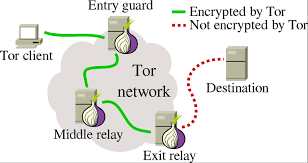 Entry guard
Encrypted by Tor
Not encrypted by Tor
Tor client
Tor
network
Destination
Middle relay
Exit relay